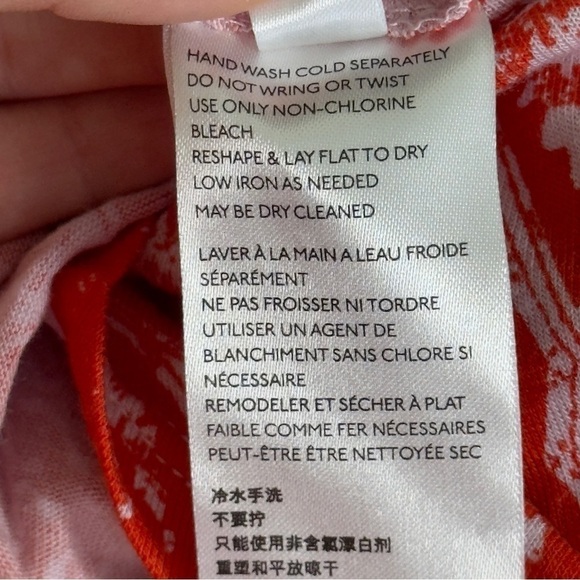 HAND WASH COLD SEPARATELY
DO NOT WRING OR TWIST
USE ONLY NON-CHLORINE
BLEACH
RESHAPE & LAY FLAT TO DRY
LOW IRON AS NEEDED
MAY BE DRY CLEANED
LAVER À LA MAIN A LEAU FROIDE
SÉPARÉMENT
NE PAS FROISSER NI TORDRE
UTILISER UN AGENT DE
BLANCHIMENT SANS CHLORE SI
NÉCESSAIRE
REMODELER ET SÉCHER À PLAT
FAIBLE COMME FER NÉCESSAIRES
PEUT-ÊTRE ÊTRE NETTOYÉE SEC
冷水手洗
不要拧
只能使用非含氯漂白剂
重塑和平放晾干